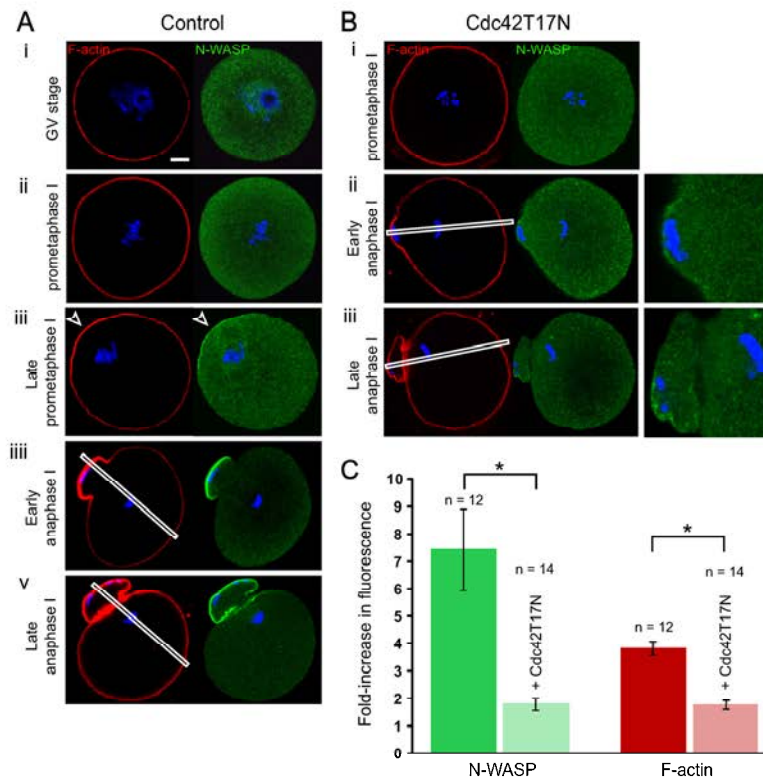 A
Control
i
F-actin
N-WASP
GV stage
ii
prometaphase I
iii
Late
prometaphase I
iiii
Early
anaphase I
v
Late
anaphase I
B
Cdc42T17N
i
F-actin
N-WASP
prometaphase I
ii
Early
anaphase I
iii
Late
anaphase I
C
Fold-increase in fluorescence
10
9
8
7
6
5
4
3
2
1
0
*
n = 12
n = 14
+ Cdc42T17N
*
n = 12
n = 14
+ Cdc42T17N
N-WASP
F-actin